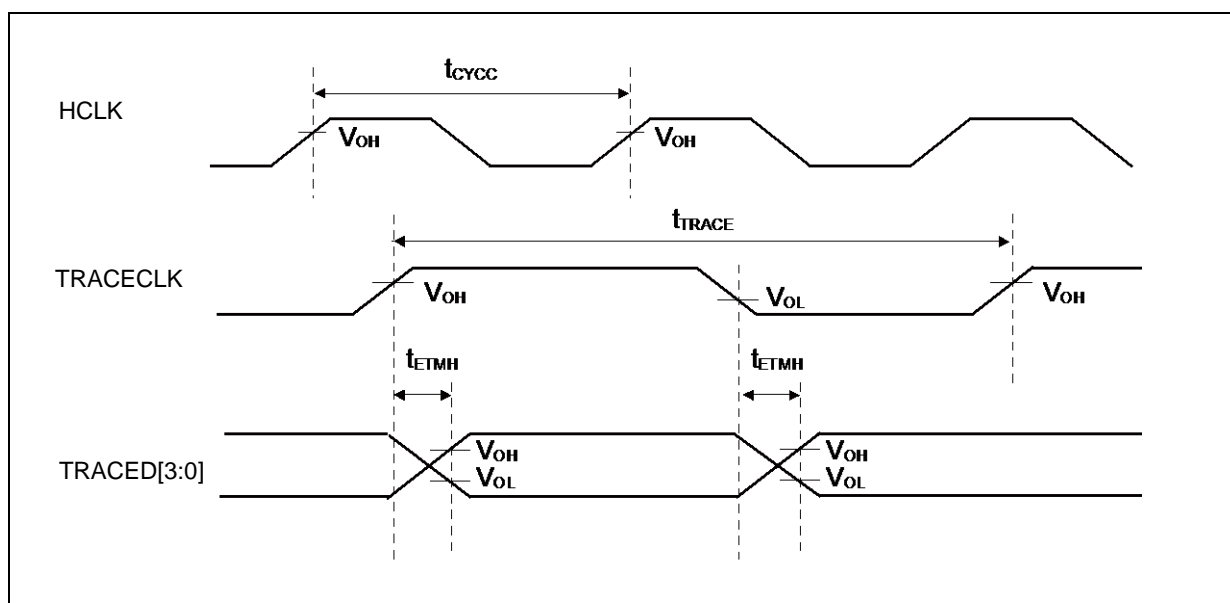 tCYCC
HCLK
VOH
VOH
tTRACE
TRACECLK
VOH
VOL
VOH
tETMH
tETMH
TRACED[3:0]
VOH
VOL
VOH
VOL